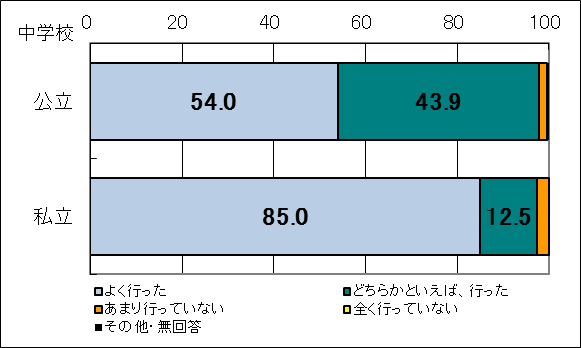 0 20 40 60 80 100
中学校
公立 54.0 43.9
私立 85.0 12.5
よく行った どちらかといえば、行った
あまり行っていない 全く行っていない
その他・無回答